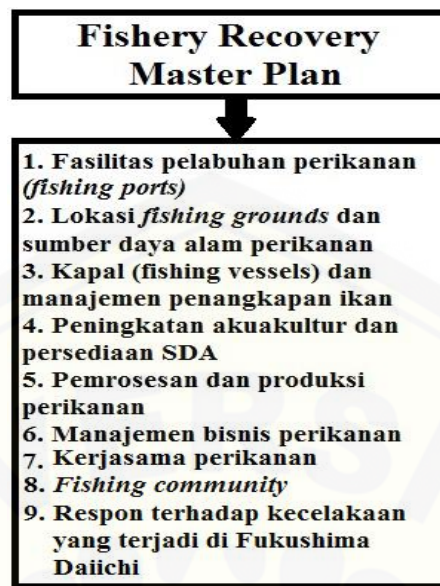 Fishery Recovery
Master Plan
1. Fasilitas pelabuhan perikanan
(fishing ports)
2. Lokasi fishing grounds dan
sumber daya alam perikanan
3. Kapal (fishing vessels) dan
manajemen penangkapan ikan
4. Peningkatan akuakultur dan
persediaan SDA
5. Pemrosesan dan produksi
perikanan
6. Manajemen bisnis perikanan
7. Kerjasama perikanan
8. Fishing community
9. Respon terhadap kecelakaan
yang terjadi di Fukushima
Daiichi